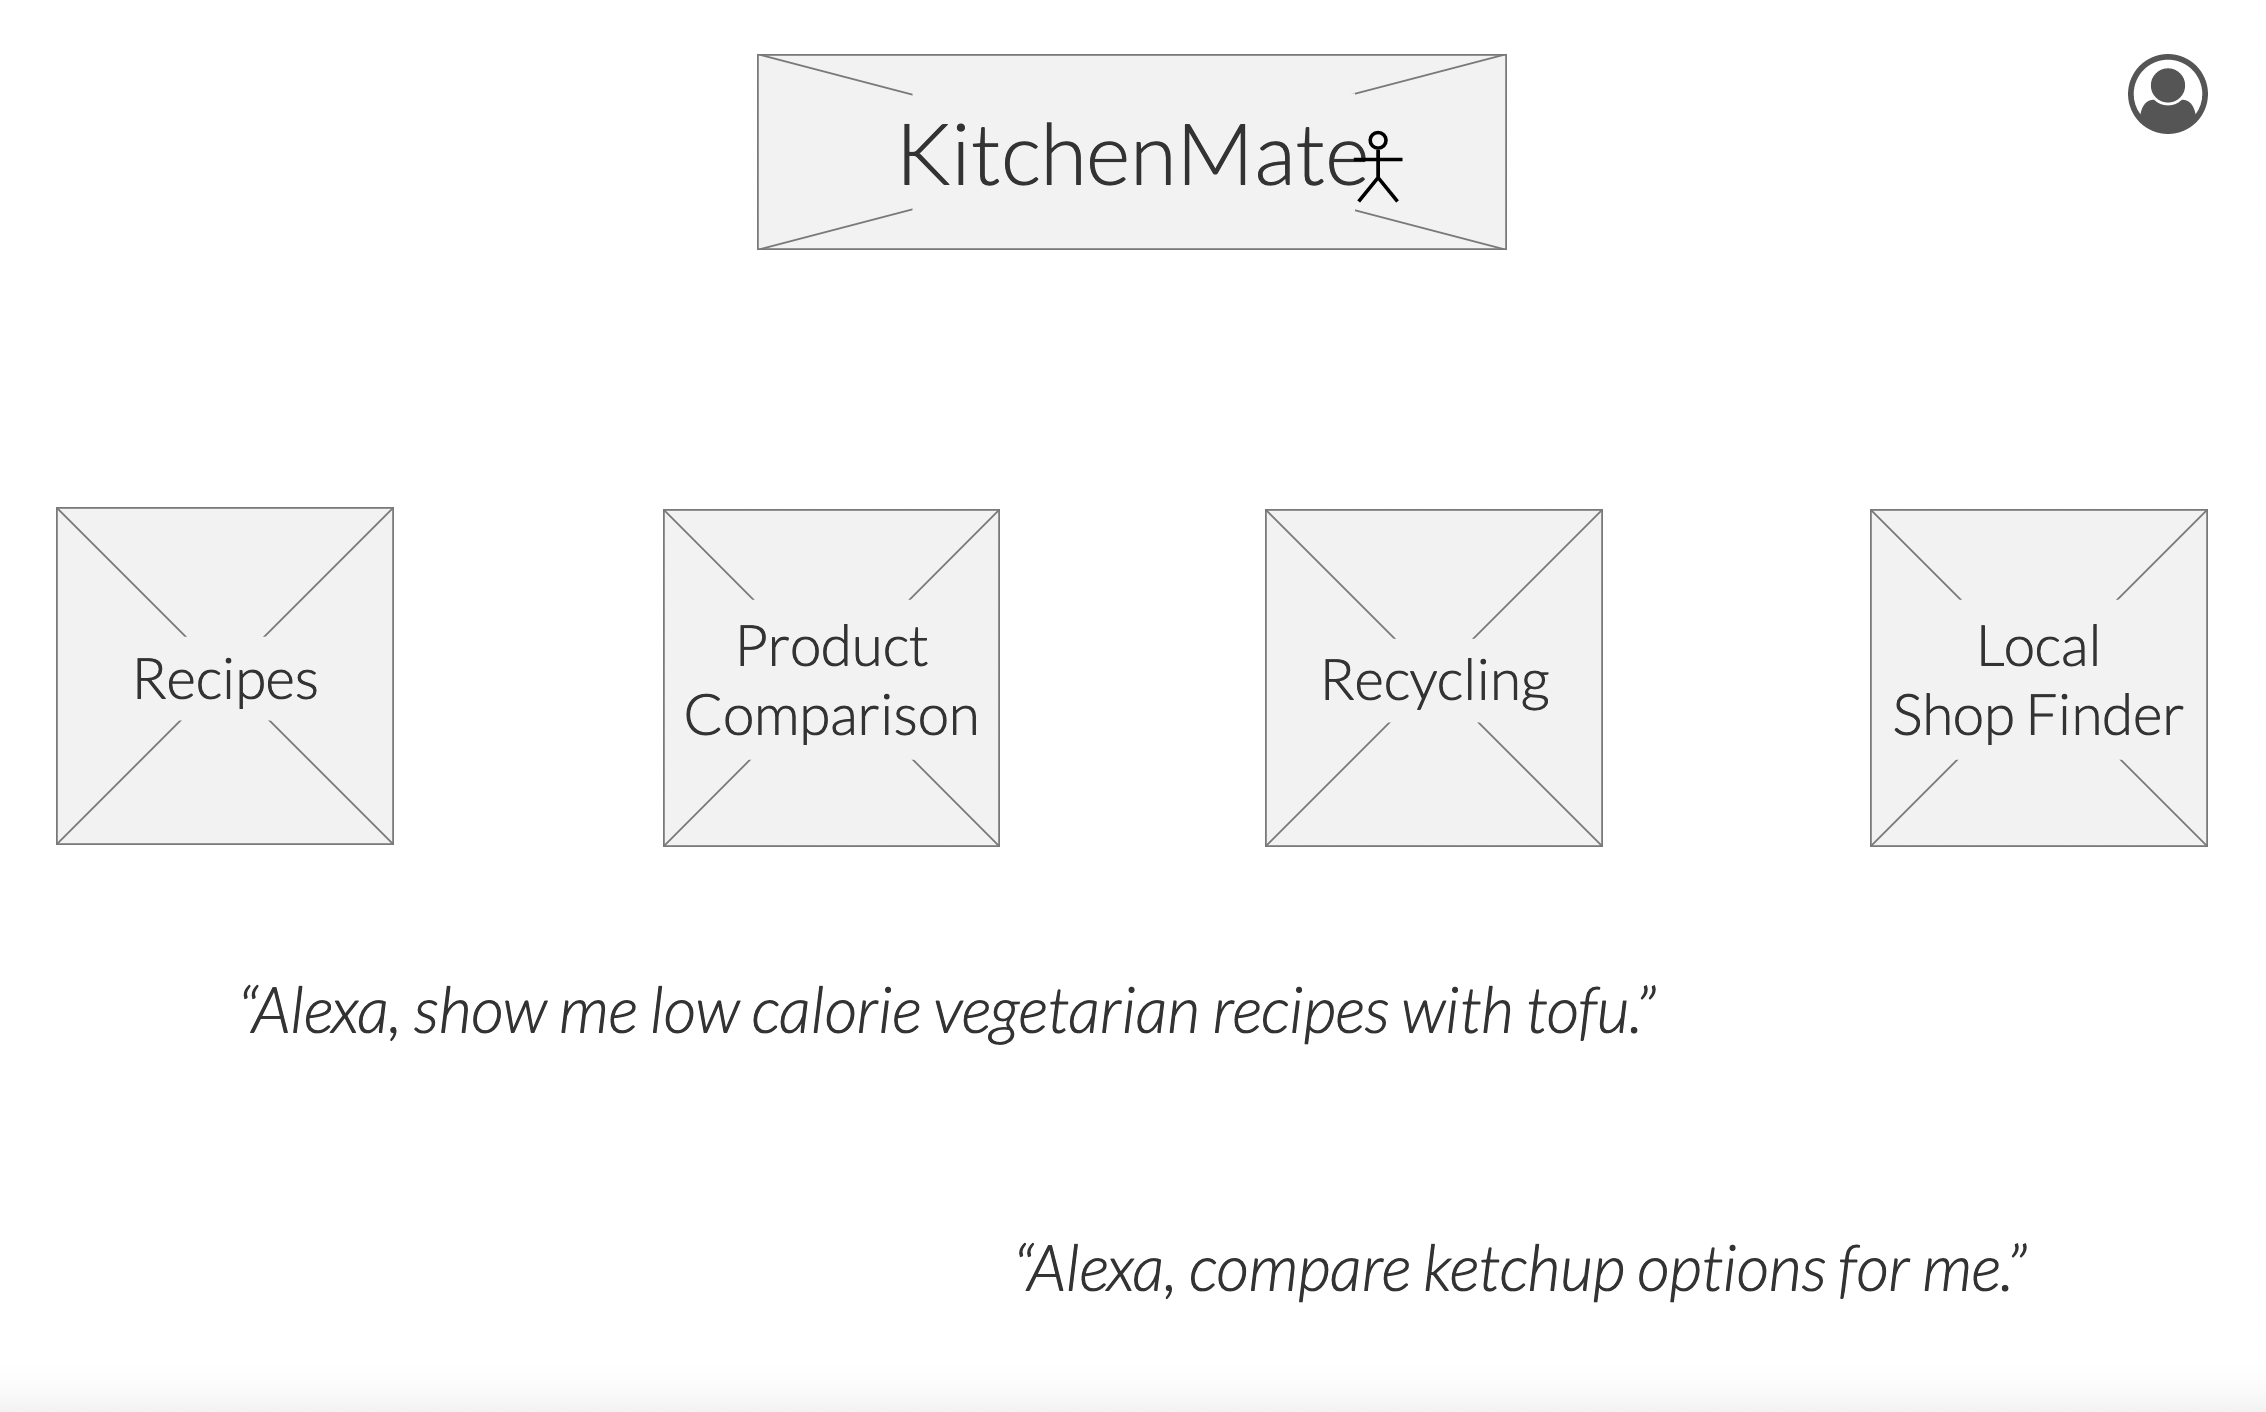 KitchenMate
Recipes
Product
Comparison
Recycling
Local
Shop Finder
“Alexa, show me low calorie vegetarian recipes with tofu.”
“Alexa, compare ketchup options for me.”